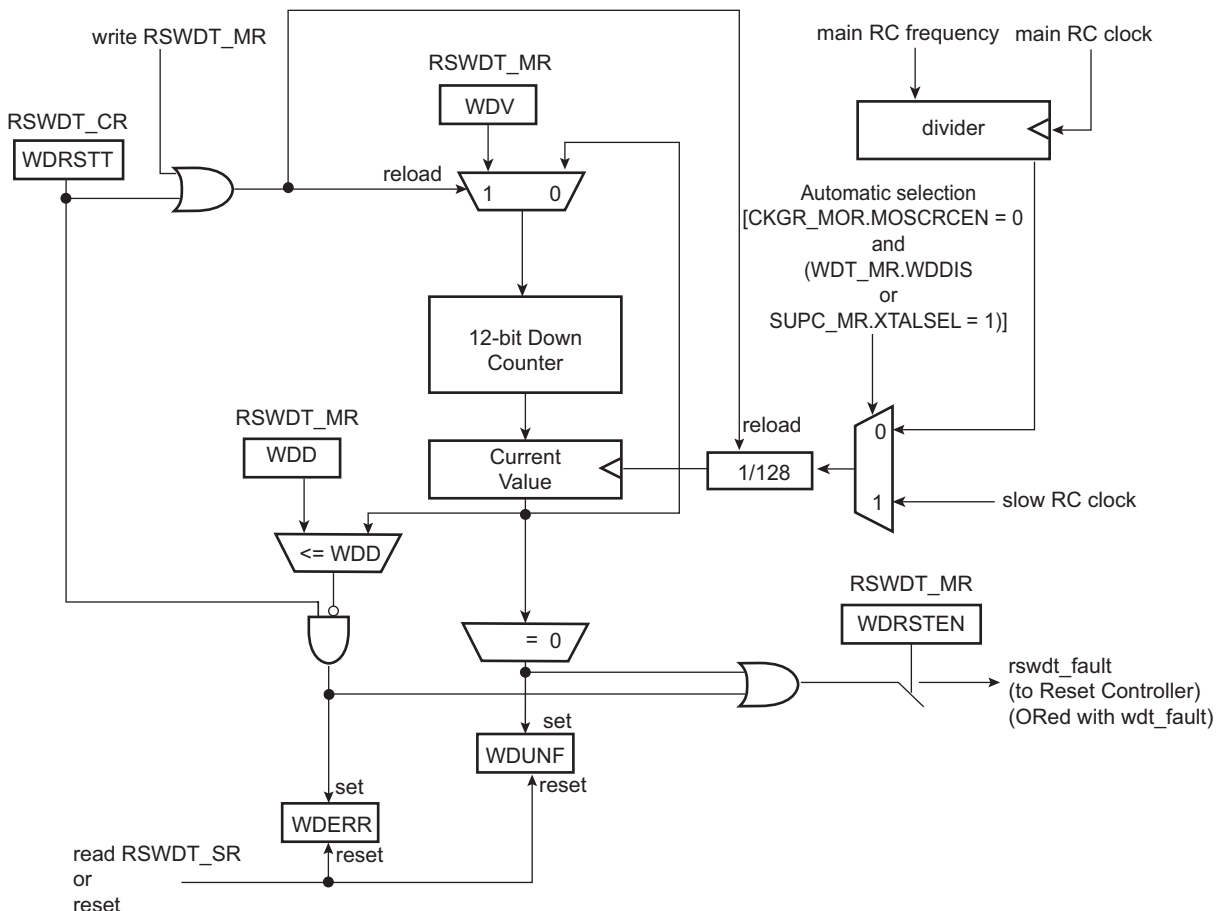 write RSWDT_MR
main RC frequency
main RC clock
RSWDT_MR
WDV
divider
RSWDT_CR
WDRSTT
reload
1 0
Automatic selection
[CKGR_MOR.MOSCRCEN = 0
and
(WDT_MR.WDDIS
or
SUPC_MR.XTALSEL = 1)]
12-bit Down
Counter
RSWDT_MR
WDD
reload
0
Current
Value
1/128
1
slow RC clock
<= WDD
RSWDT_MR
WDRSTEN
= 0
rswdt_fault
(to Reset Controller)
(ORed with wdt_fault)
set
WDUNF
reset
set
WDERR
reset
read RSWDT_SR
or
reset